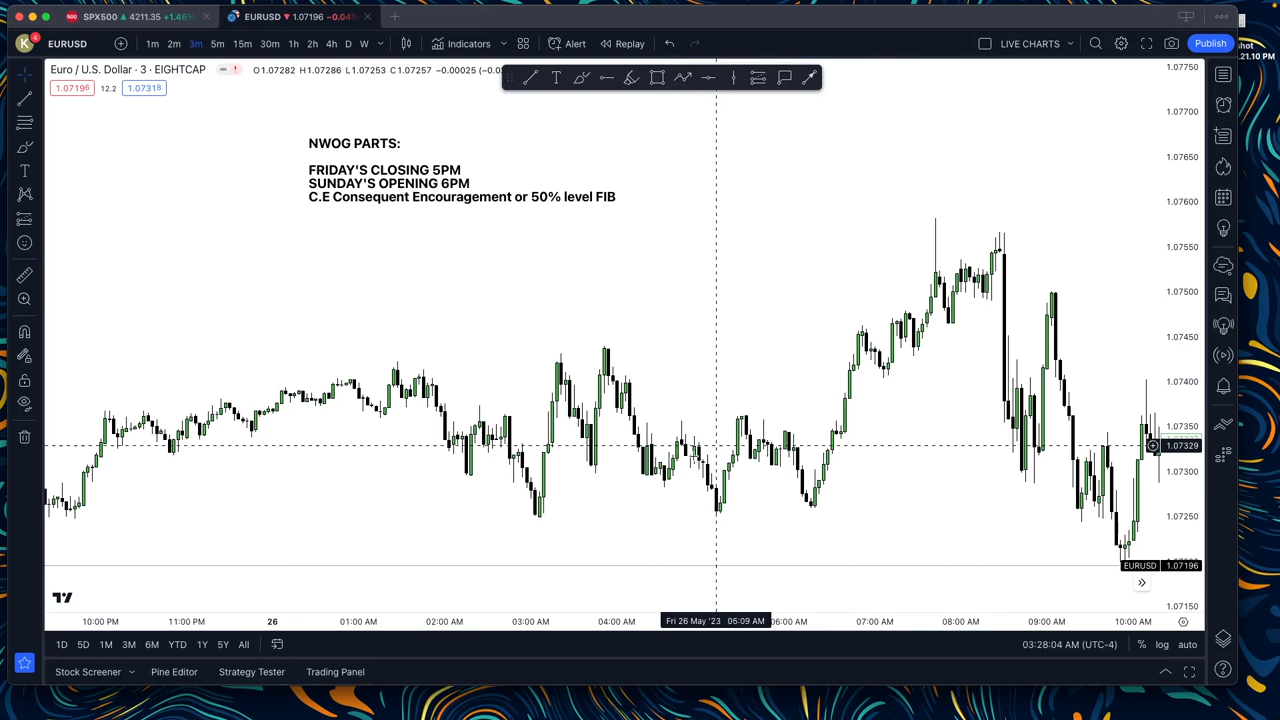 SPX500 ▲ 4211.35 +1.46%
EURUSD ▼ 1.07196 −0.04%
K 4 EURUSD 1m 2m 3m 5m 15m 30m 1h 2h 4h D W Indicators Alert Replay LIVE CHARTS Publish
Euro / U.S. Dollar · 3 · EIGHTCAP O1.07282 H1.07286 L1.07253 C1.07257 −0.00025
1.07196 12.2 1.07318
NWOG PARTS:
FRIDAY'S CLOSING 5PM
SUNDAY'S OPENING 6PM
C.E Consequent Encouragement or 50% level FIB
1.07750
1.07700
1.07650
1.07600
1.07550
1.07500
1.07450
1.07400
1.07350
1.07329
1.07300
1.07250
EURUSD 1.07196
1.07150
10:00 PM 11:00 PM 26 01:00 AM 02:00 AM 03:00 AM 04:00 AM Fri 26 May '23 05:09 AM 06:00 AM 07:00 AM 08:00 AM 09:00 AM 10:00 AM
1D 5D 1M 3M 6M YTD 1Y 5Y All 03:28:04 AM (UTC-4) % log auto
Stock Screener Pine Editor Strategy Tester Trading Panel